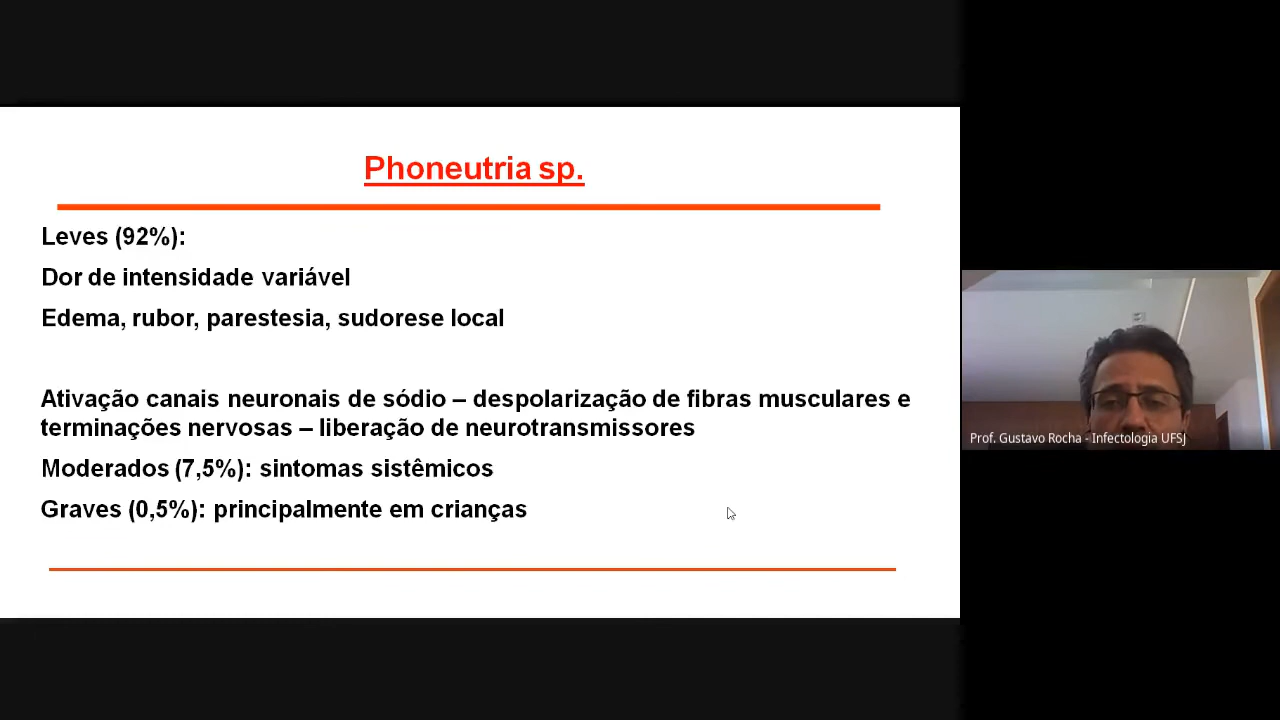 Phoneutria sp.
Leves (92%):
Dor de intensidade variável
Edema, rubor, parestesia, sudorese local
Ativação canais neuronais de sódio – despolarização de fibras musculares e
terminações nervosas – liberação de neurotransmissores
Moderados (7,5%): sintomas sistêmicos
Graves (0,5%): principalmente em crianças
Prof. Gustavo Rocha - Infectologia UFSJ